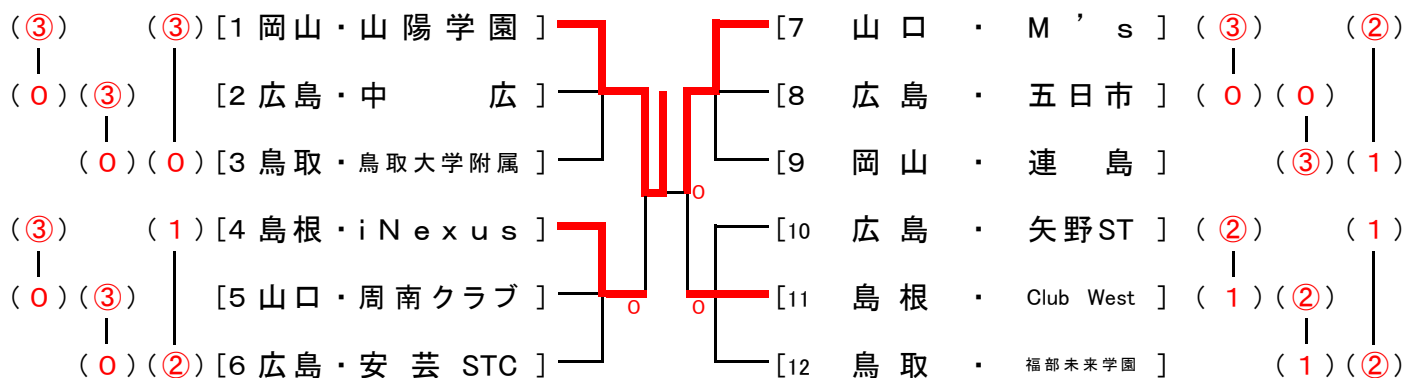 (③) (③) [1 岡山・山陽学園 ] [7 山口 ・ M ’ s ] (③) (②)
(0) (③) [2 広島・中 広 ] [8 広島 ・ 五日市 ] (0) (0)
(0) (0) [3 鳥取・鳥取大学附属 ] [9 岡山 ・ 連 島 ] (③) (1)
0
(③) (1) [4 島根・iNexus ] [10 広島 ・ 矢野ST ] (②) (1)
(0) (③) [5 山口・周南クラブ ] 0 0 [11 島根 ・ Club West ] (1) (②)
(0) (②) [6 広島・安芸 STC ] [12 鳥取 ・ 福部未来学園 ] (1) (②)